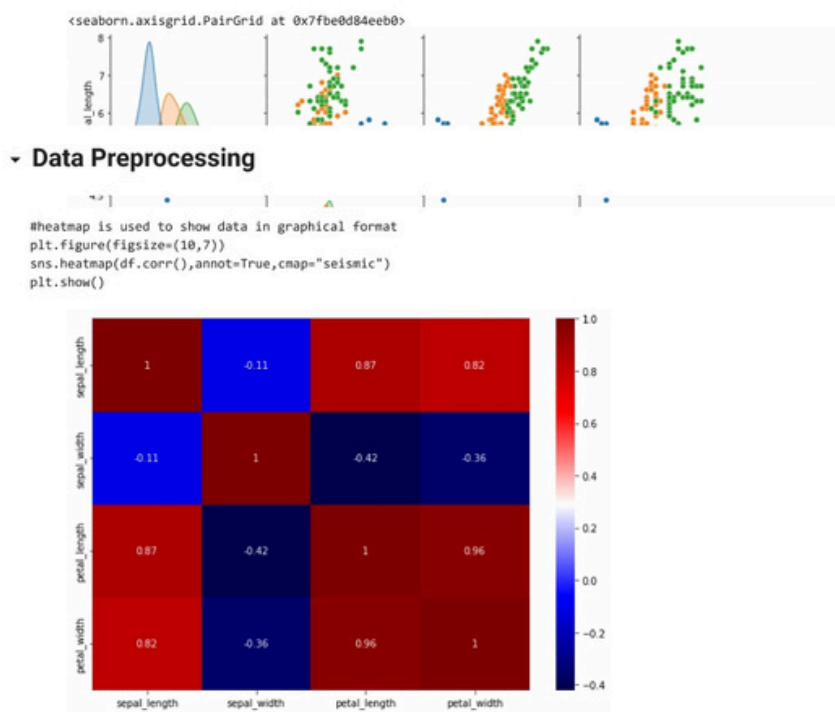 <seaborn.axisgrid.PairGrid at 0x7fbe0d84eeb0>
8
7
al_length
6
Data Preprocessing
4.5
#heatmap is used to show data in graphical format
plt.figure(figsize=(10,7))
sns.heatmap(df.corr(),annot=True,cmap="seismic")
plt.show()
sepal_length 1 -0.11 0.87 0.82
sepal_width -0.11 1 -0.42 -0.36
petal_length 0.87 -0.42 1 0.96
petal_width 0.82 -0.36 0.96 1
sepal_length sepal_width petal_length petal_width
1.0
0.8
0.6
0.4
0.2
0.0
−0.2
−0.4